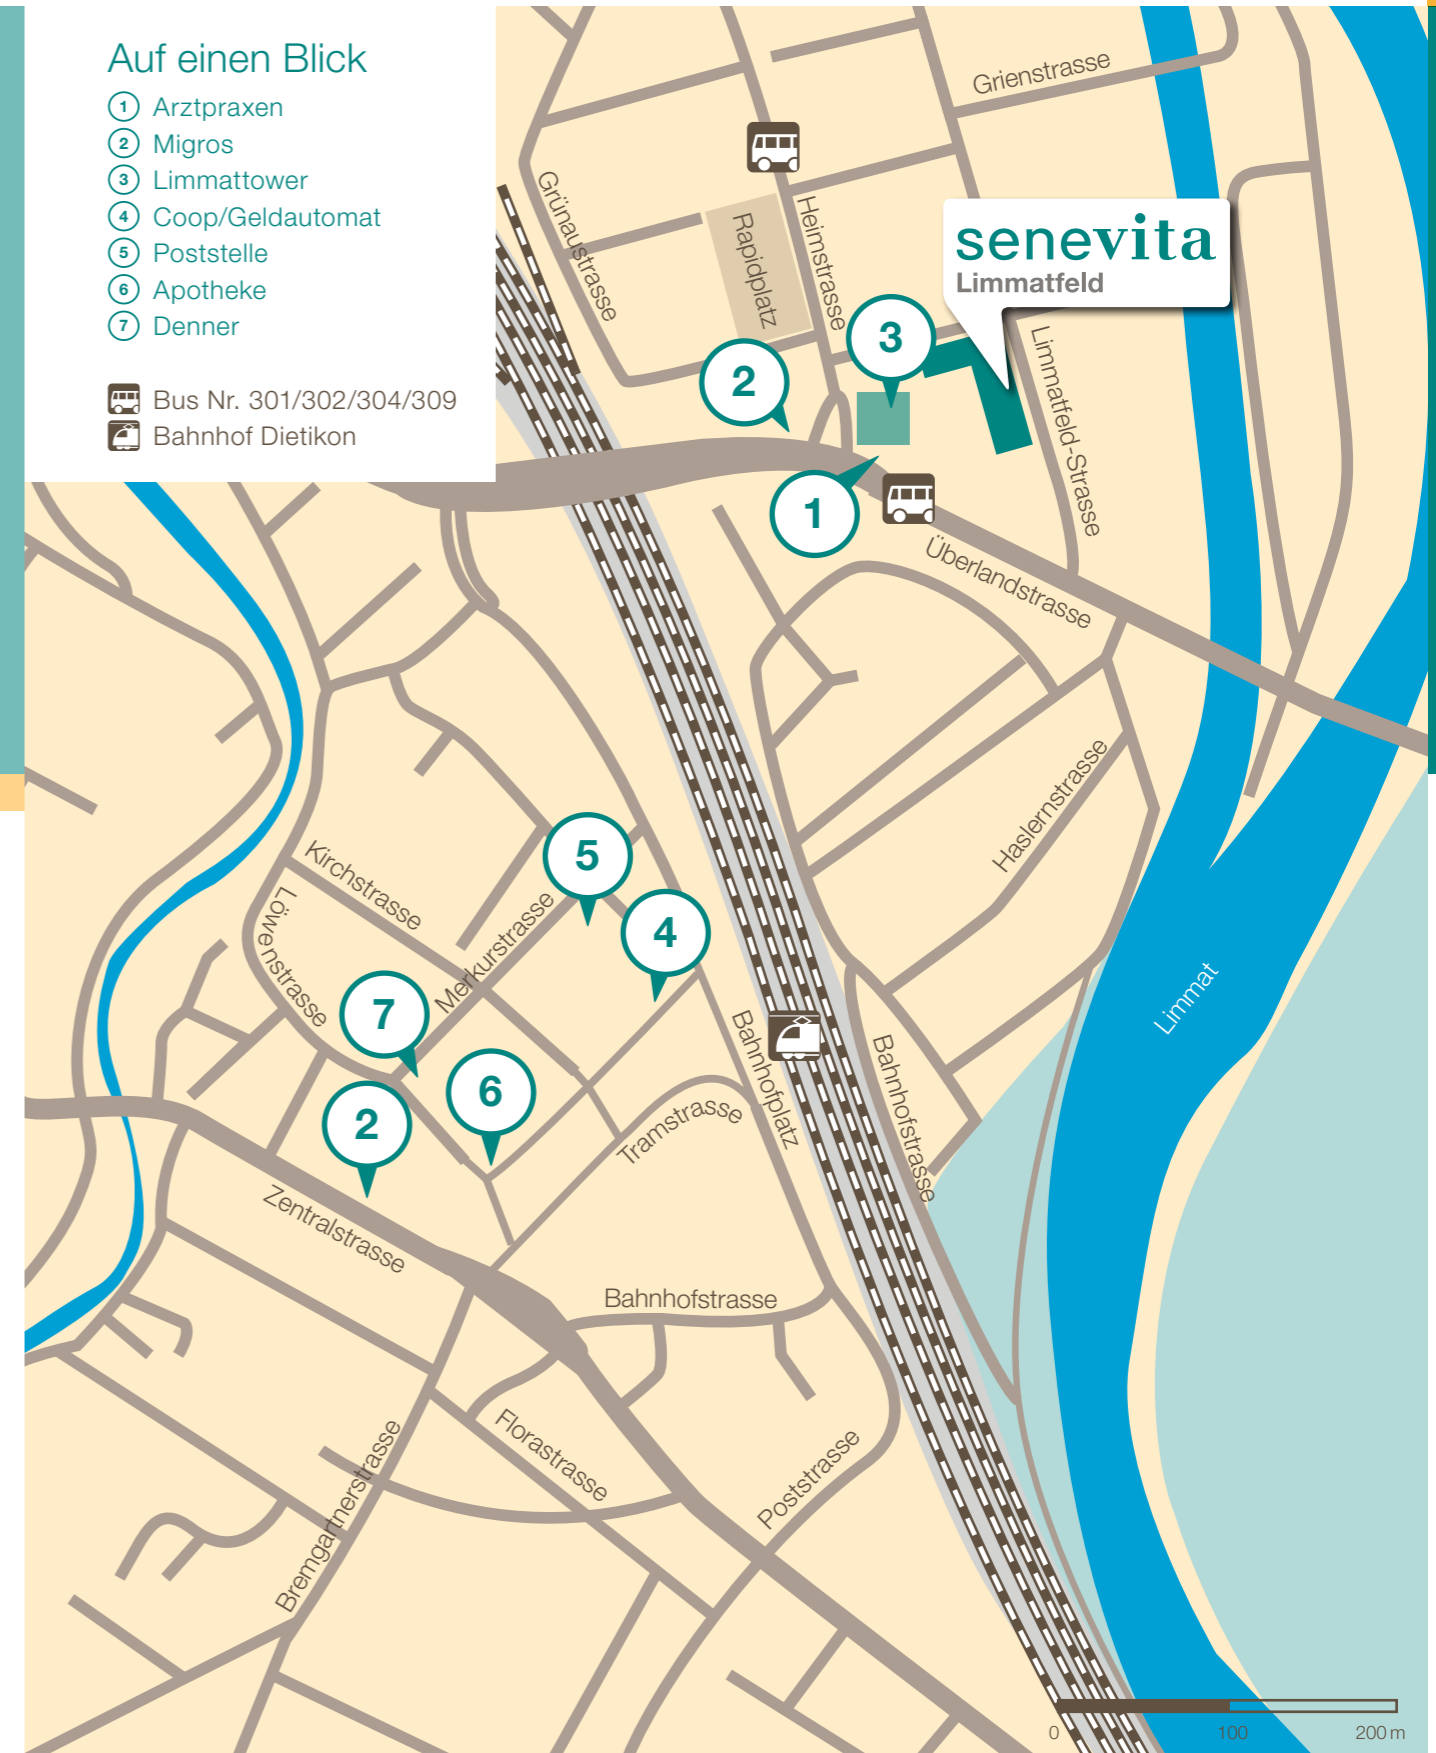 Auf einen Blick
1 Arztpraxen
2 Migros
3 Limmattower
4 Coop/Geldautomat
5 Poststelle
6 Apotheke
7 Denner
Bus Nr. 301/302/304/309
Bahnhof Dietikon
Grienstrasse
Grünaustrasse
Rapidplatz
Heimstrasse
senevita
Limmatfeld
3
2
Limmatfeld-Strasse
1
Überlandstrasse
Haslernstrasse
5
Kirchstrasse
4
Löwenstrasse
Merkurstrasse
7
Limmat
6
2
Bahnhofplatz
Bahnhofstrasse
Tramstrasse
Zentralstrasse
Bahnhofstrasse
Florastrasse
Poststrasse
Bremgartnerstrasse
0 100 200 m